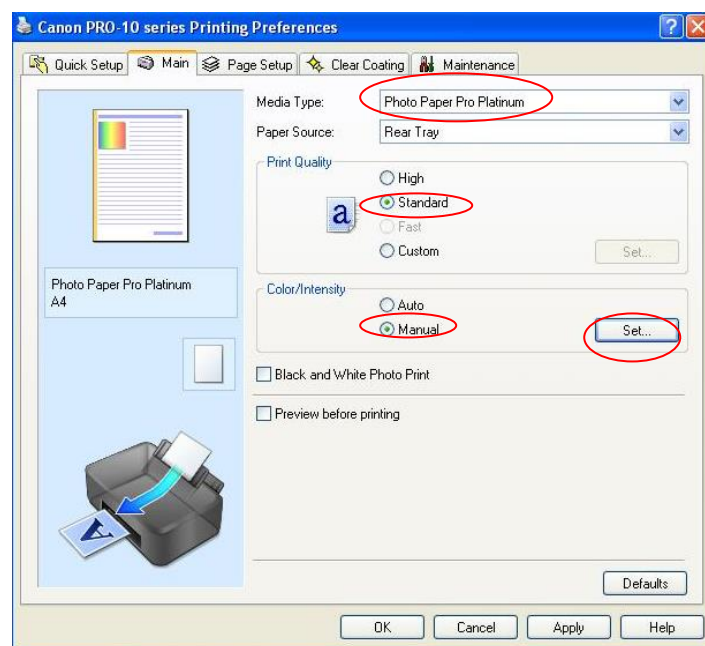 Canon PRO-10 series Printing Preferences
Quick Setup Main Page Setup Clear Coating Maintenance
Media Type: Photo Paper Pro Platinum
Paper Source: Rear Tray
Print Quality
High
a Standard
Fast
Custom Set...
Photo Paper Pro Platinum
A4
Color/Intensity
Auto
Manual Set...
Black and White Photo Print
Preview before printing
A
Defaults
OK Cancel Apply Help